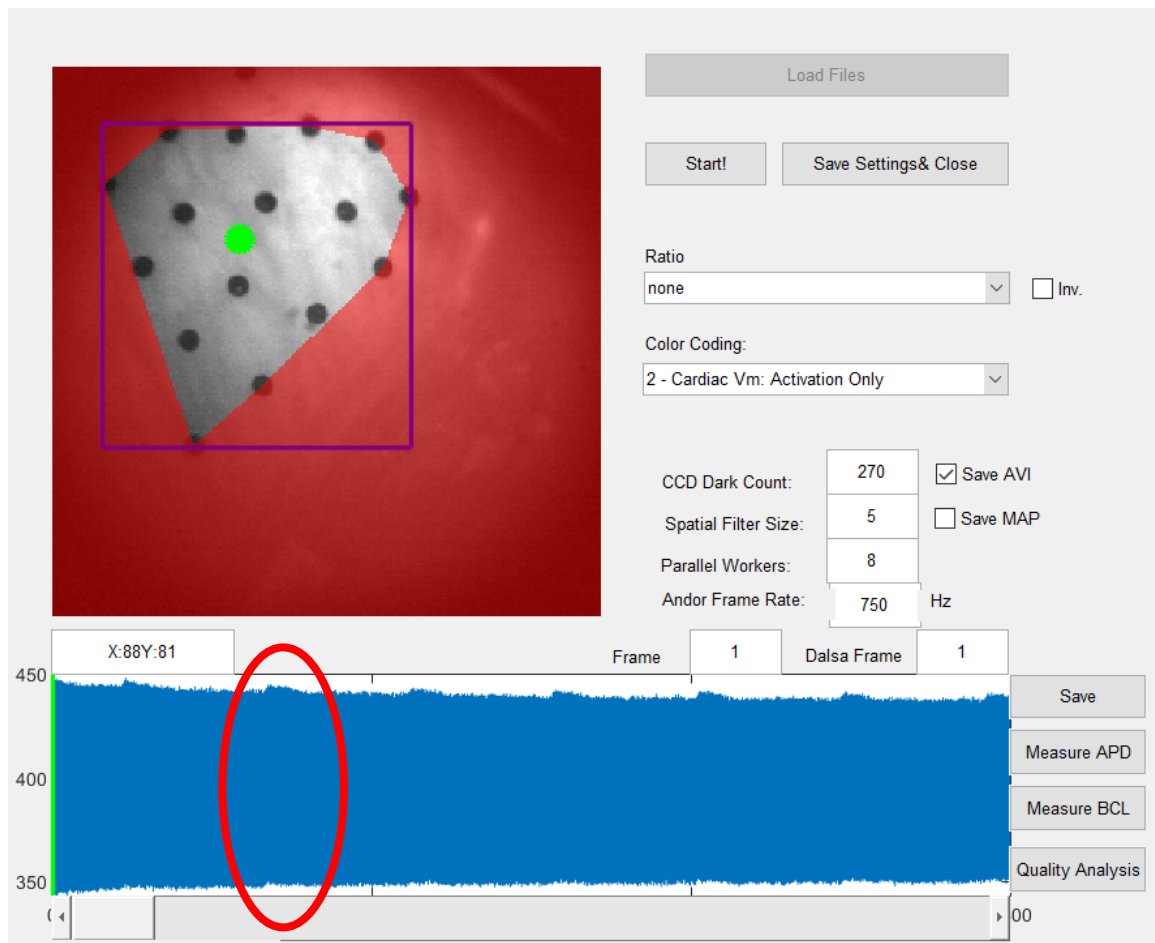 Load Files
Start!
Save Settings& Close
Ratio
none
Inv.
Color Coding:
2 - Cardiac Vm: Activation Only
CCD Dark Count:
270
Save AVI
Spatial Filter Size:
5
Save MAP
Parallel Workers:
8
Andor Frame Rate:
750
Hz
X:88Y:81
Frame
1
Dalsa Frame
1
450
400
350
Save
Measure APD
Measure BCL
Quality Analysis